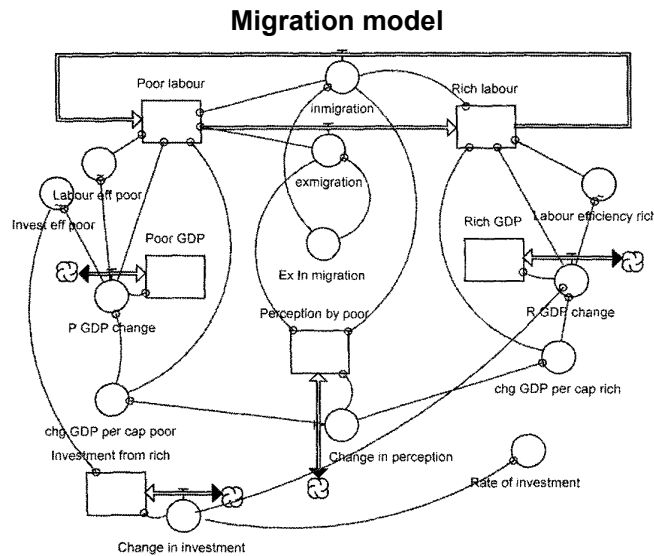 Migration model
Poor labour
inmigration
Rich labour
Labour eff poor
exmigration
Invest eff poor
Labour efficiency rich
Poor GDP
Rich GDP
Ex In migration
P GDP change
Perception by poor
R GDP change
chg GDP per cap rich
chg GDP per cap poor
Investment from rich
Change in perception
Rate of investment
Change in investment